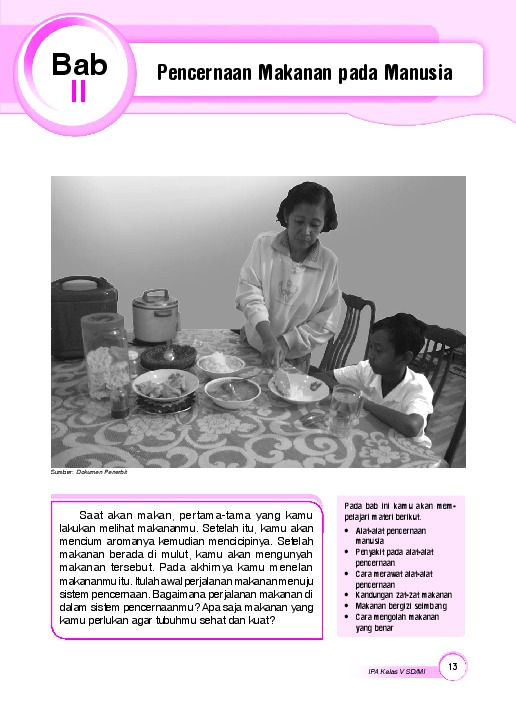 Bab
II
Pencernaan Makanan pada Manusia
Sumber: Dokumen Penerbit
Saat akan makan, pertama-tama yang kamu
lakukan melihat makananmu. Setelah itu, kamu akan
mencium aromanya kemudian mencicipinya. Setelah
makanan berada di mulut, kamu akan mengunyah
makanan tersebut. Pada akhirnya kamu menelan
makananmu itu. Itulah awal perjalanan makanan menuju
sistem pencernaan. Bagaimana perjalanan makanan di
dalam sistem pencernaanmu? Apa saja makanan yang
kamu perlukan agar tubuhmu sehat dan kuat?
Pada bab ini kamu akan mem-
pelajari materi berikut.
• Alat-alat pencernaan
manusia
• Penyakit pada alat-alat
pencernaan
• Cara merawat alat-alat
pencernaan
• Kandungan zat-zat makanan
• Makanan bergizi seimbang
• Cara mengolah makanan
yang benar
IPA Kelas V SD/MI
13